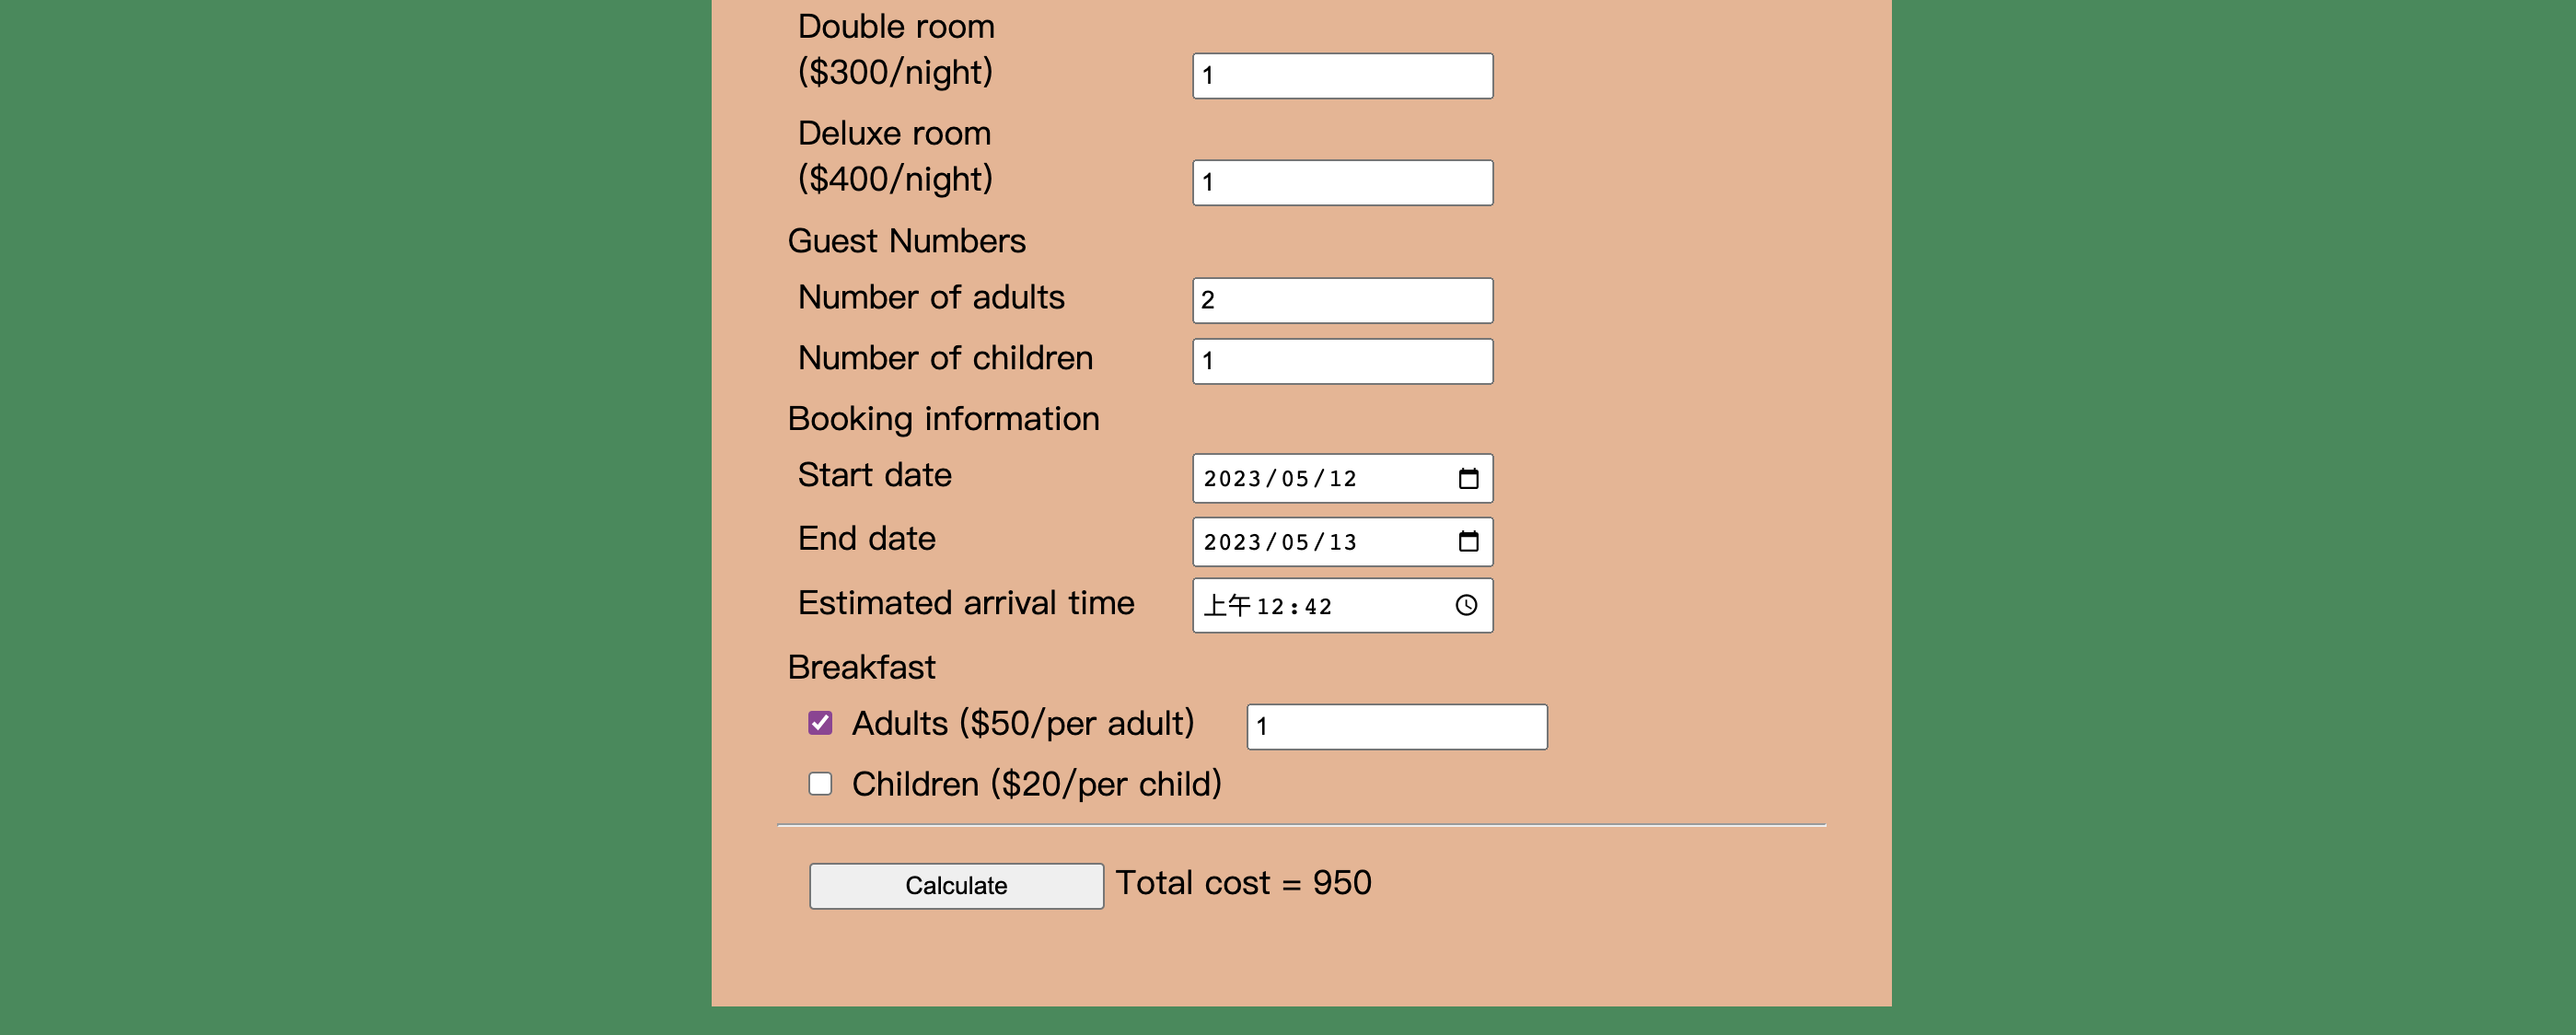 Double room
($300/night) 1
Deluxe room
($400/night) 1
Guest Numbers
Number of adults 2
Number of children 1
Booking information
Start date 2023/05/12
End date 2023/05/13
Estimated arrival time 上午 12:42
Breakfast
Adults ($50/per adult) 1
Children ($20/per child)
Calculate Total cost = 950